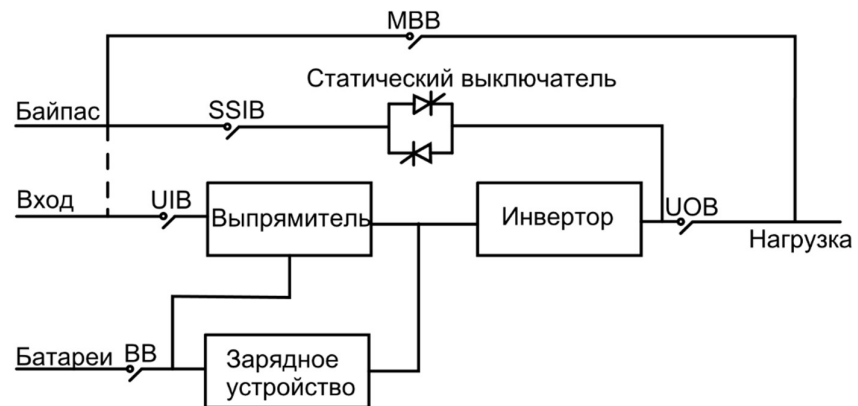 MBB
Статический выключатель
Байпас
SSIB
Вход
UIB
Выпрямитель
Инвертор
UOB
Нагрузка
Батареи
BB
Зарядное
устройство